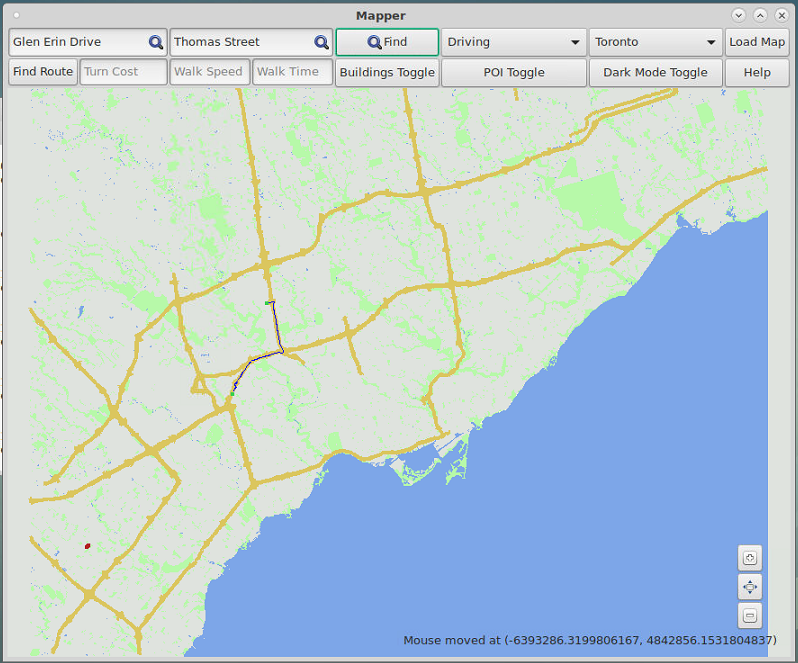 Mapper
Glen Erin Drive Thomas Street Find Driving Toronto Load Map
Find Route Turn Cost Walk Speed Walk Time Buildings Toggle POI Toggle Dark Mode Toggle Help
Mouse moved at (-6393286.3199806167, 4842856.1531804837)